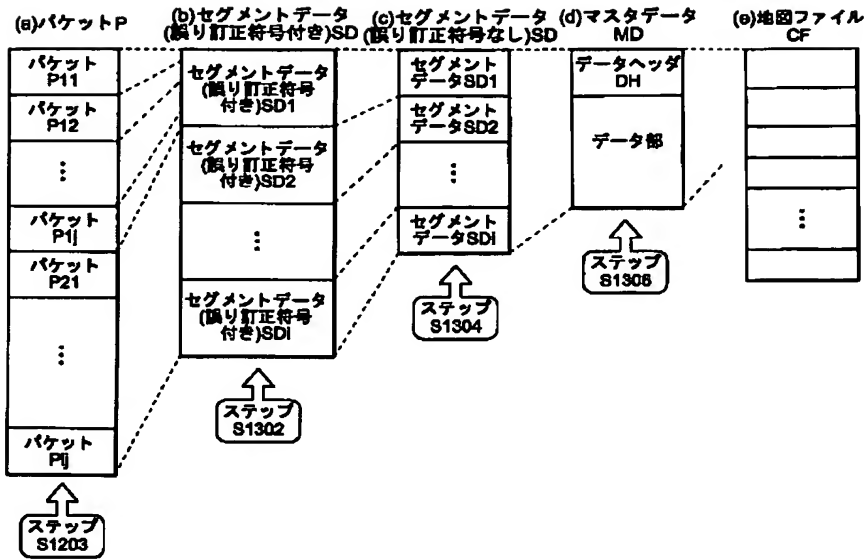 (a)パケットP
(b)セグメントデータ
(誤り訂正符号付き)SD
(c)セグメントデータ
(誤り訂正符号なし)SD
(d)マスタデータ
MD
(e)地図ファイル
CF
パケット
P11
パケット
P12
⋮
パケット
P1j
パケット
P21
⋮
パケット
Pij
ステップ
S1203
セグメントデータ
(誤り訂正符号
付き)SD1
セグメントデータ
(誤り訂正符号
付き)SD2
⋮
セグメントデータ
(誤り訂正符号
付き)SDi
ステップ
S1302
セグメント
データSD1
セグメント
データSD2
⋮
セグメント
データSDi
ステップ
S1304
データヘッダ
DH
データ部
ステップ
S1305
⋮